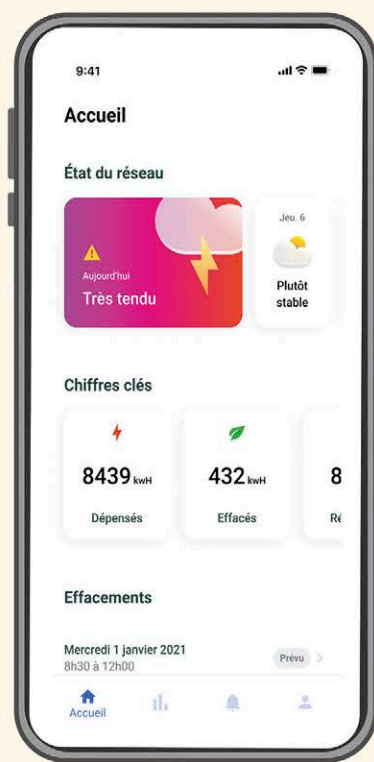 9:41
Accueil
État du réseau
Aujourd'hui
Très tendu
Jeu. 6
Plutôt
stable
Chiffres clés
8439 kwH
Dépensés
432 kwH
Effacés
8
Ré
Effacements
Mercredi 1 janvier 2021
8h30 à 12h00
Prévu
Accueil